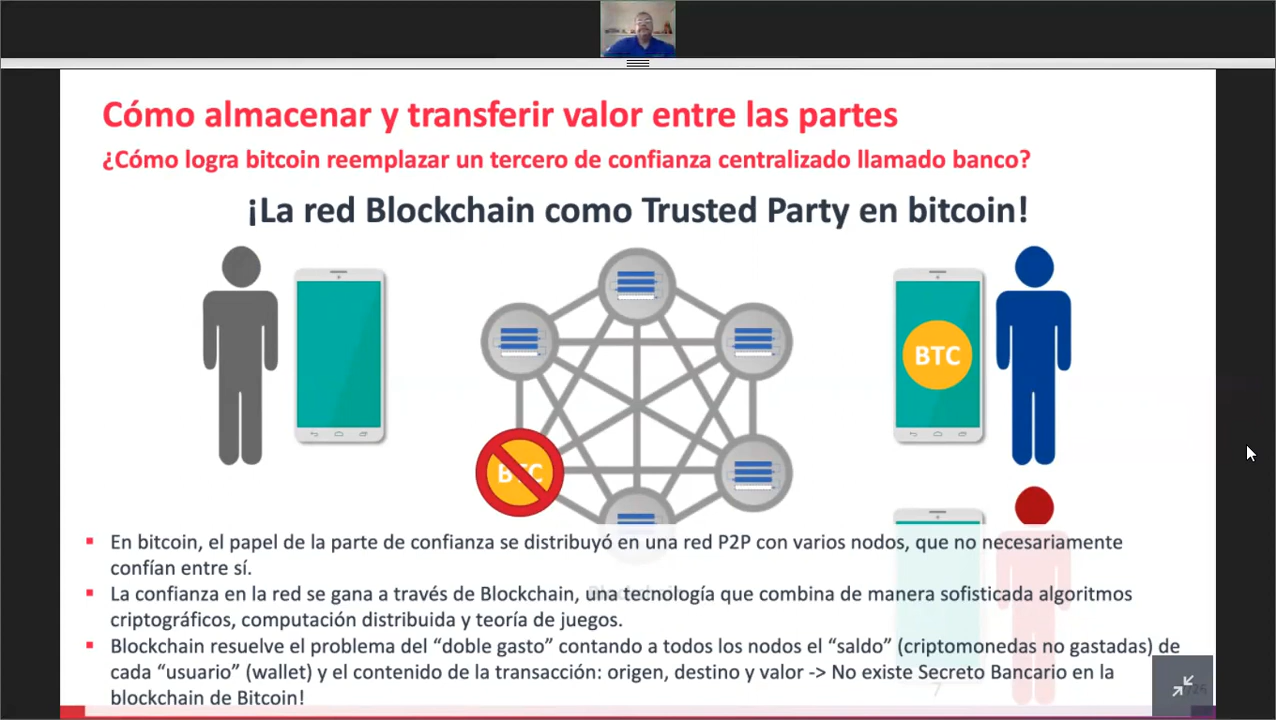 Cómo almacenar y transferir valor entre las partes
¿Cómo logra bitcoin reemplazar un tercero de confianza centralizado llamado banco?
¡La red Blockchain como Trusted Party en bitcoin!
BTC
BTC
En bitcoin, el papel de la parte de confianza se distribuyó en una red P2P con varios nodos, que no necesariamente
confían entre sí.
La confianza en la red se gana a través de Blockchain, una tecnología que combina de manera sofisticada algoritmos
criptográficos, computación distribuida y teoría de juegos.
Blockchain resuelve el problema del “doble gasto” contando a todos los nodos el “saldo” (criptomonedas no gastadas) de
cada “usuario” (wallet) y el contenido de la transacción: origen, destino y valor -> No existe Secreto Bancario en la
blockchain de Bitcoin!
7